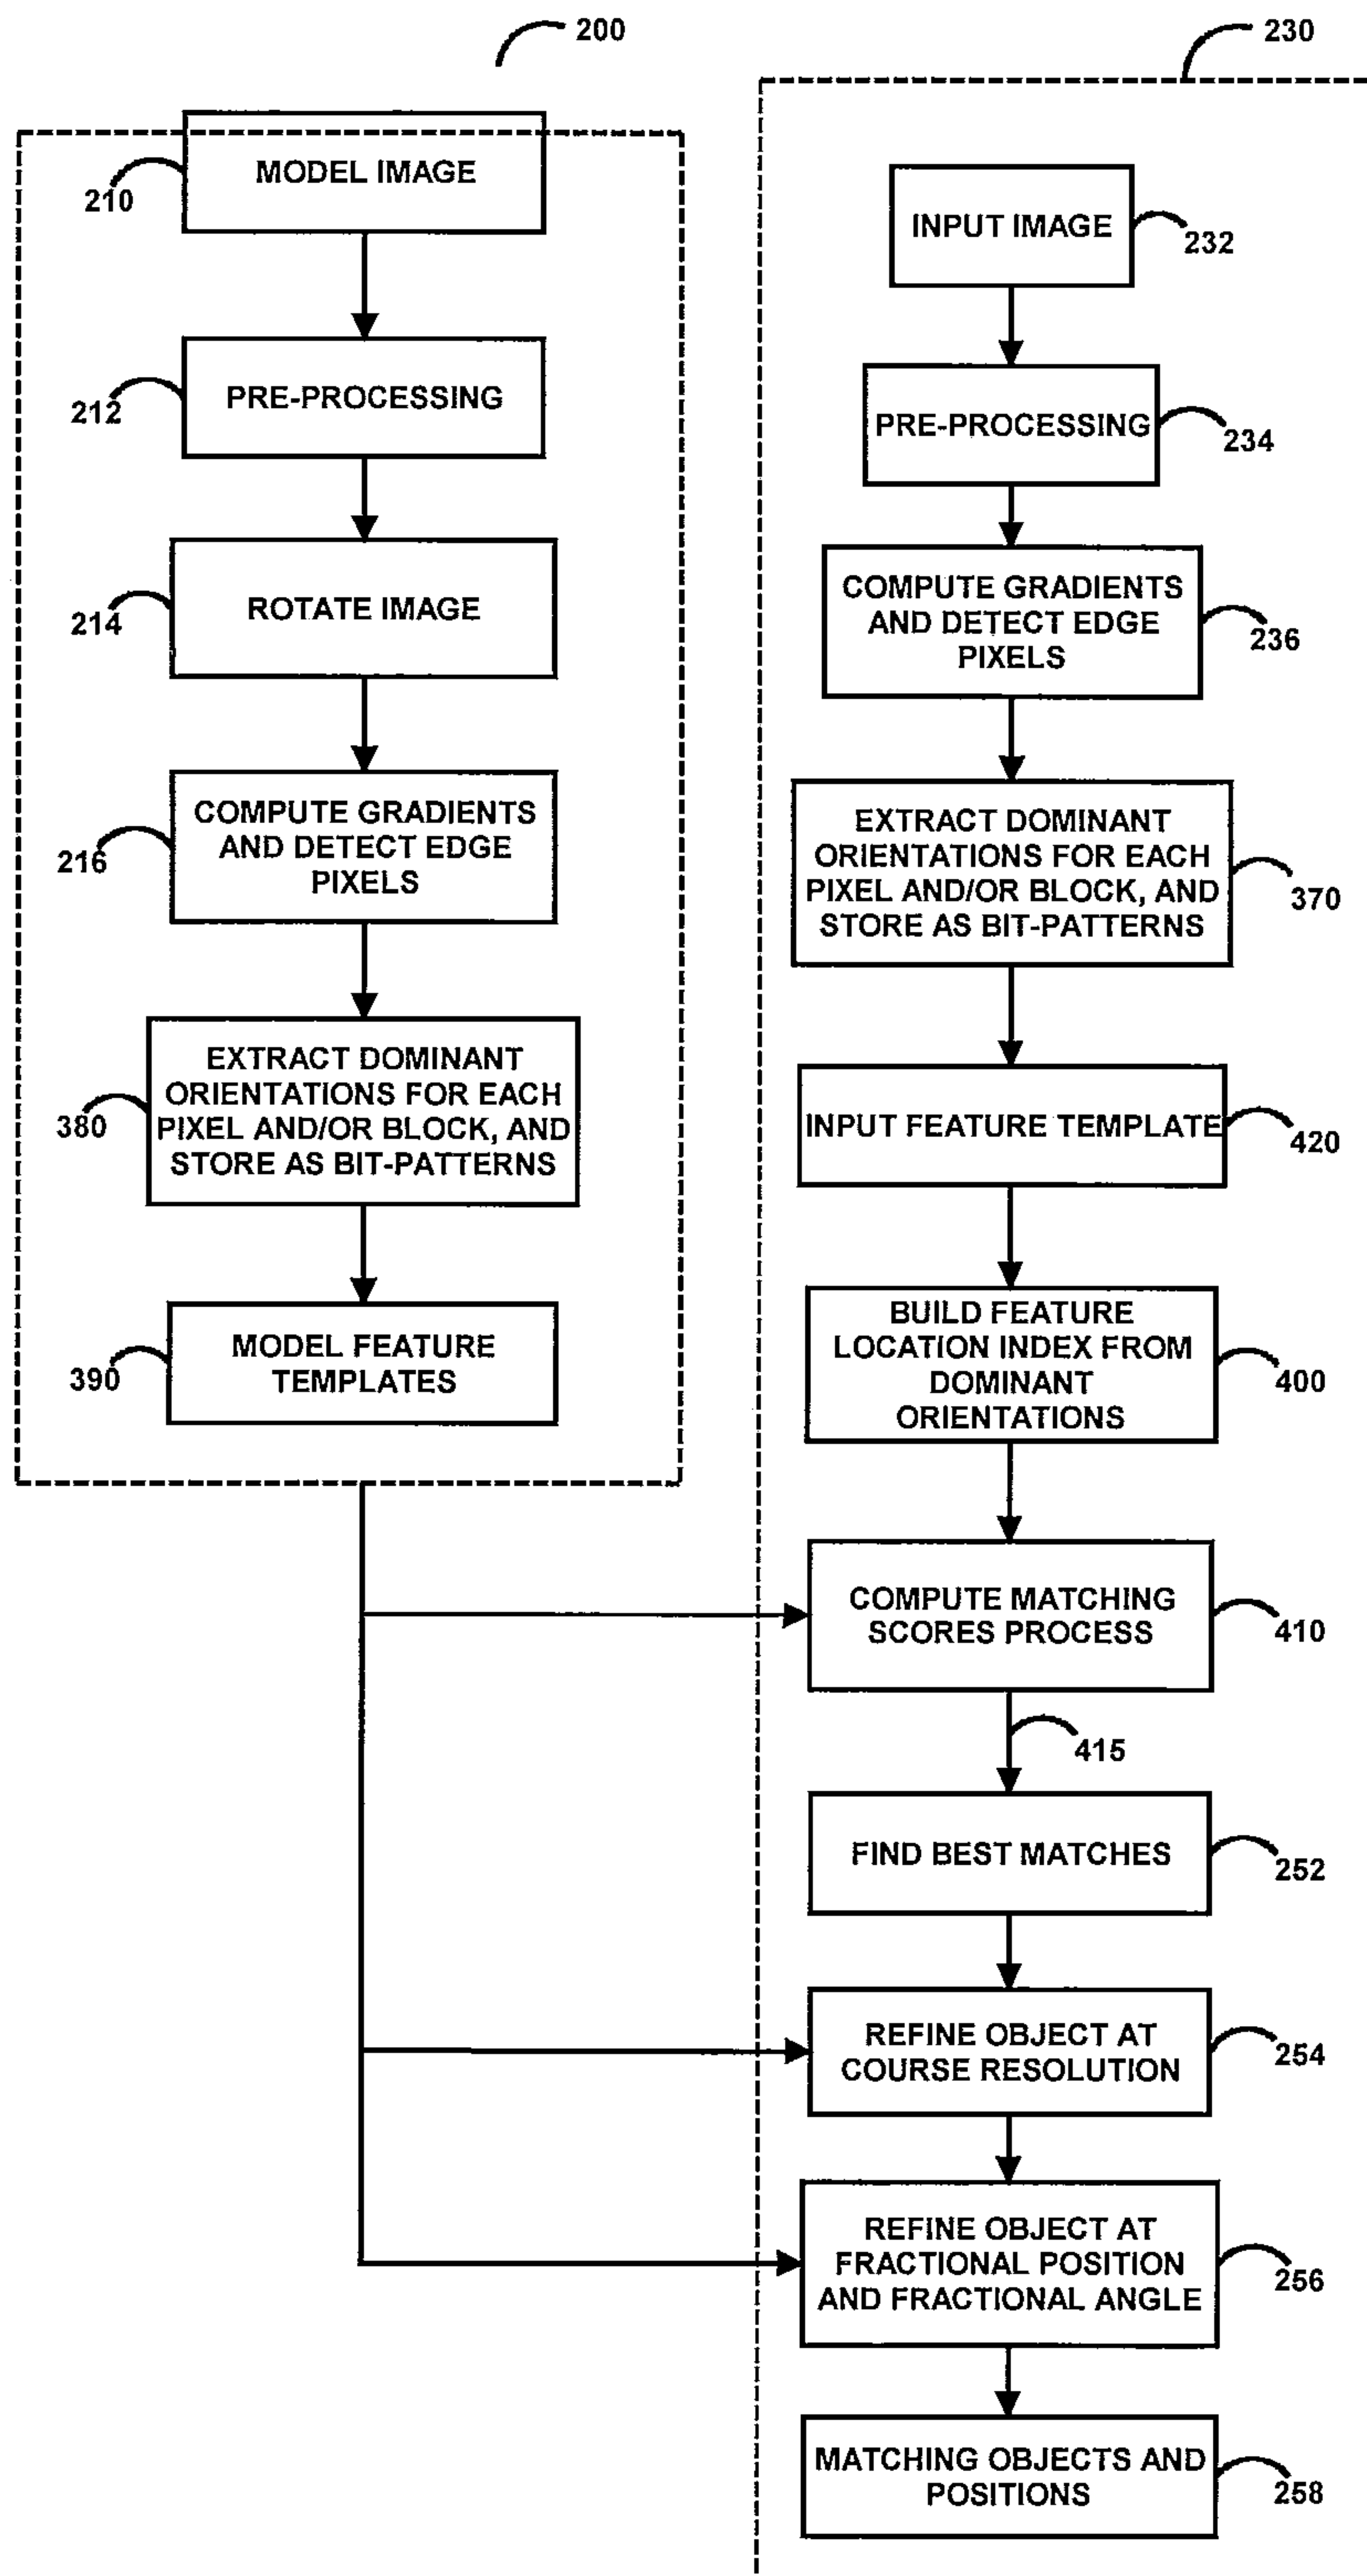 200
230
MODEL IMAGE
210
PRE-PROCESSING
212
ROTATE IMAGE
214
COMPUTE GRADIENTS
AND DETECT EDGE
PIXELS
216
EXTRACT DOMINANT
ORIENTATIONS FOR EACH
PIXEL AND/OR BLOCK, AND
STORE AS BIT-PATTERNS
380
MODEL FEATURE
TEMPLATES
390
INPUT IMAGE
232
PRE-PROCESSING
234
COMPUTE GRADIENTS
AND DETECT EDGE
PIXELS
236
EXTRACT DOMINANT
ORIENTATIONS FOR EACH
PIXEL AND/OR BLOCK, AND
STORE AS BIT-PATTERNS
370
INPUT FEATURE TEMPLATE
420
BUILD FEATURE
LOCATION INDEX FROM
DOMINANT
ORIENTATIONS
400
COMPUTE MATCHING
SCORES PROCESS
410
415
FIND BEST MATCHES
252
REFINE OBJECT AT
COURSE RESOLUTION
254
REFINE OBJECT AT
FRACTIONAL POSITION
AND FRACTIONAL ANGLE
256
MATCHING OBJECTS AND
POSITIONS
258